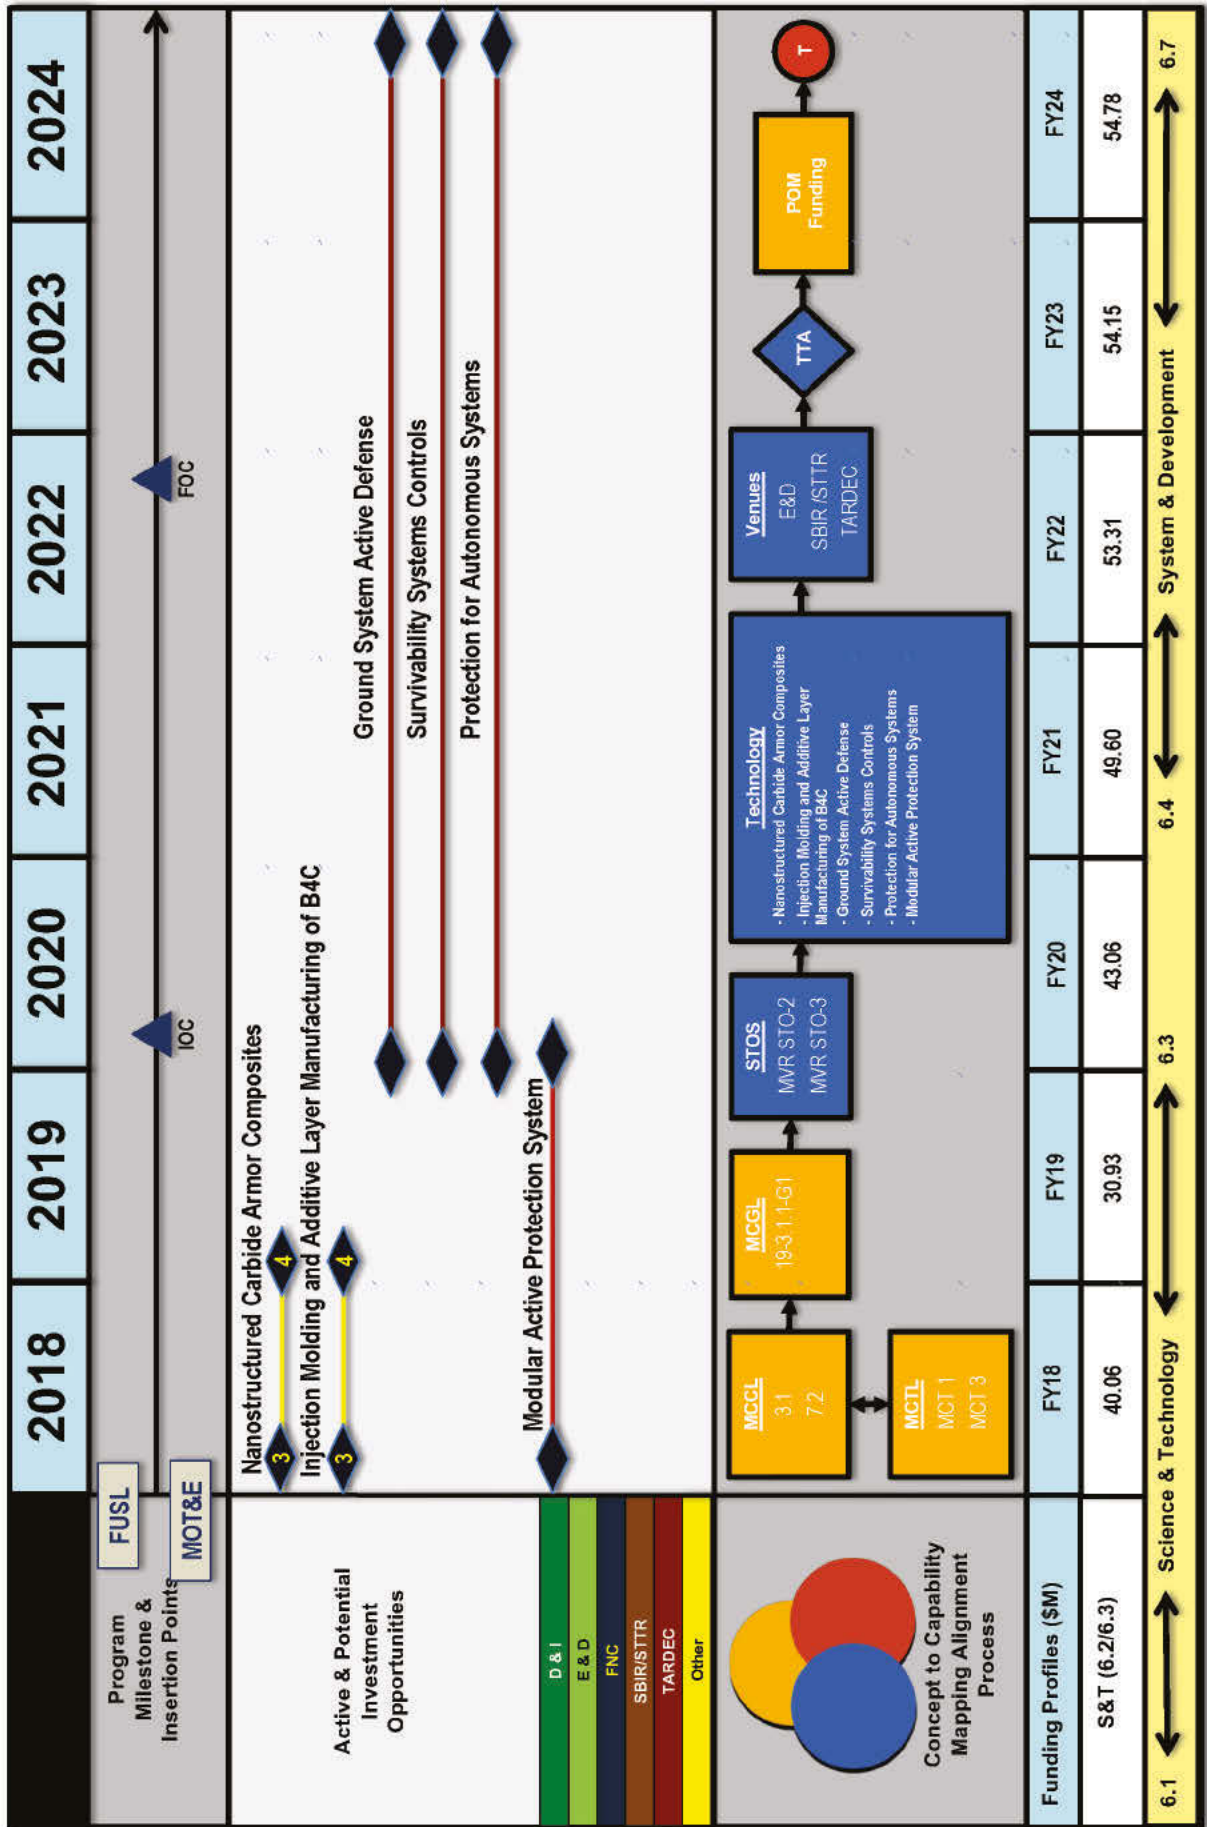 2018
2019
2020
2021
2022
2023
2024
Program
Milestone &
Insertion Points
FUSL
MOT&E
IOC
FOC
Active & Potential
Investment
Opportunities
D & I
E & D
FNC
SBIR/STTR
TARDEC
Other
Nanostructured Carbide Armor Composites
3
4
Injection Molding and Additive Layer Manufacturing of B4C
3
4
Ground System Active Defense
Survivability Systems Controls
Protection for Autonomous Systems
Modular Active Protection System
Concept to Capability
Mapping Alignment
Process
MCCL
3.1
7.2
MCTL
MCT 1
MCT 3
MCGL
19-3.1.1-G1
STOS
MVR STO-2
MVR STO-3
Technology
- Nanostructured Carbide Armor Composites
- Injection Molding and Additive Layer
Manufacturing of B4C
- Ground System Active Defense
- Survivability Systems Controls
- Protection for Autonomous Systems
- Modular Active Protection System
Venues
E&D
SBIR /STTR
TARDEC
TTA
POM
Funding
T
Funding Profiles ($M)
FY18
FY19
FY20
FY21
FY22
FY23
FY24
S&T (6.2/6.3)
40.06
30.93
43.06
49.60
53.31
54.15
54.78
6.1
Science & Technology
6.3
6.4
System & Development
6.7